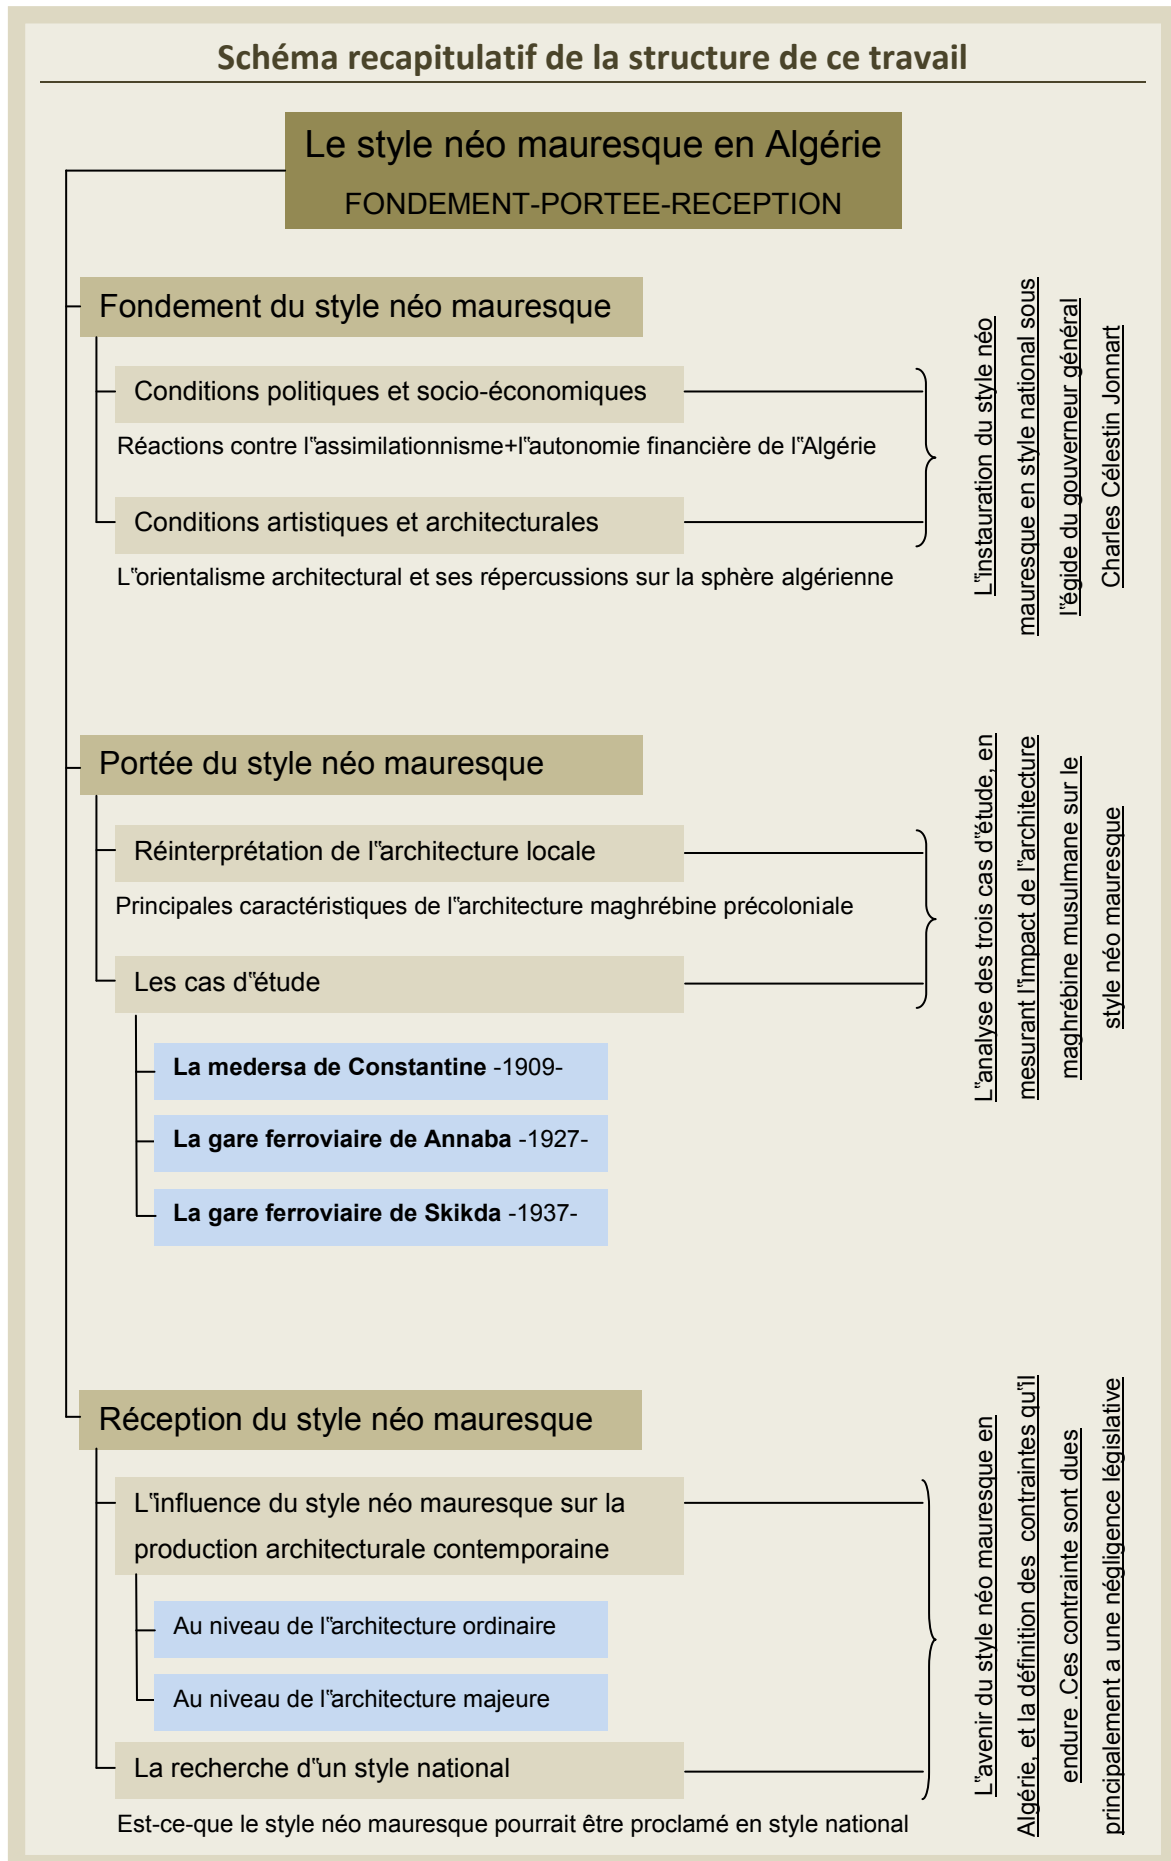 Schéma recapitulatif de la structure de ce travail
Le style néo mauresque en Algérie
FONDEMENT-PORTEE-RECEPTION
Fondement du style néo mauresque
Conditions politiques et socio-économiques
Réactions contre l‟assimilationnisme+l‟autonomie financière de l‟Algérie
Conditions artistiques et architecturales
L‟orientalisme architectural et ses répercussions sur la sphère algérienne
L‟instauration du style néo
mauresque en style national sous
l‟égide du gouverneur général
Charles Célestin Jonnart
Portée du style néo mauresque
Réinterprétation de l‟architecture locale
Principales caractéristiques de l‟architecture maghrébine précoloniale
Les cas d‟étude
La medersa de Constantine -1909-
La gare ferroviaire de Annaba -1927-
La gare ferroviaire de Skikda -1937-
L‟analyse des trois cas d‟étude, en
mesurant l‟impact de l‟architecture
maghrébine musulmane sur le
style néo mauresque
Réception du style néo mauresque
L‟influence du style néo mauresque sur la
production architecturale contemporaine
Au niveau de l‟architecture ordinaire
Au niveau de l‟architecture majeure
La recherche d‟un style national
Est-ce-que le style néo mauresque pourrait être proclamé en style national
L‟avenir du style néo mauresque en
Algérie, et la définition des contraintes qu‟il
endure .Ces contrainte sont dues
principalement a une négligence législative